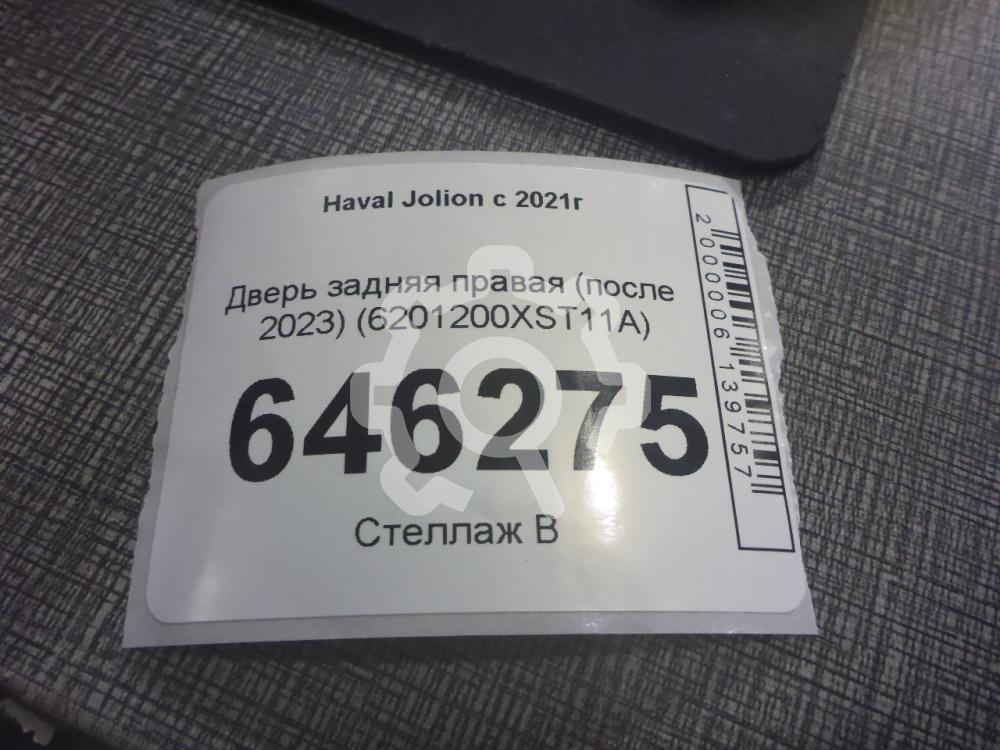 Haval Jolion с 2021г
Дверь задняя правая (после
2023) (6201200XST11A)
646275
Стеллаж В
2000006139757